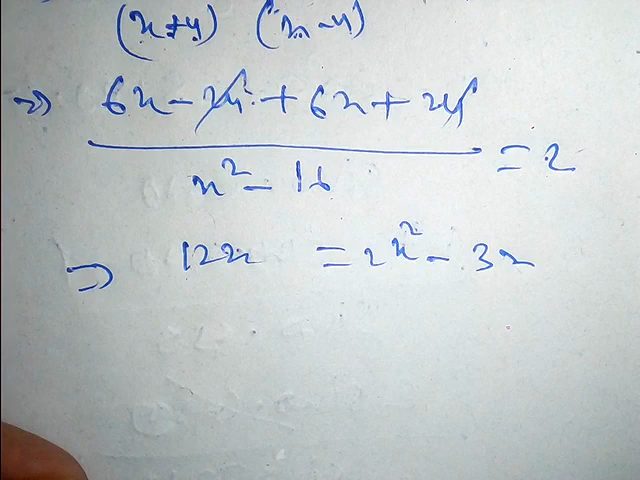 (x+4) (x-4)
⇒ 6x - 24 + 6x + 24
x² - 16 = 2
⇒ 12x = 2x² - 32